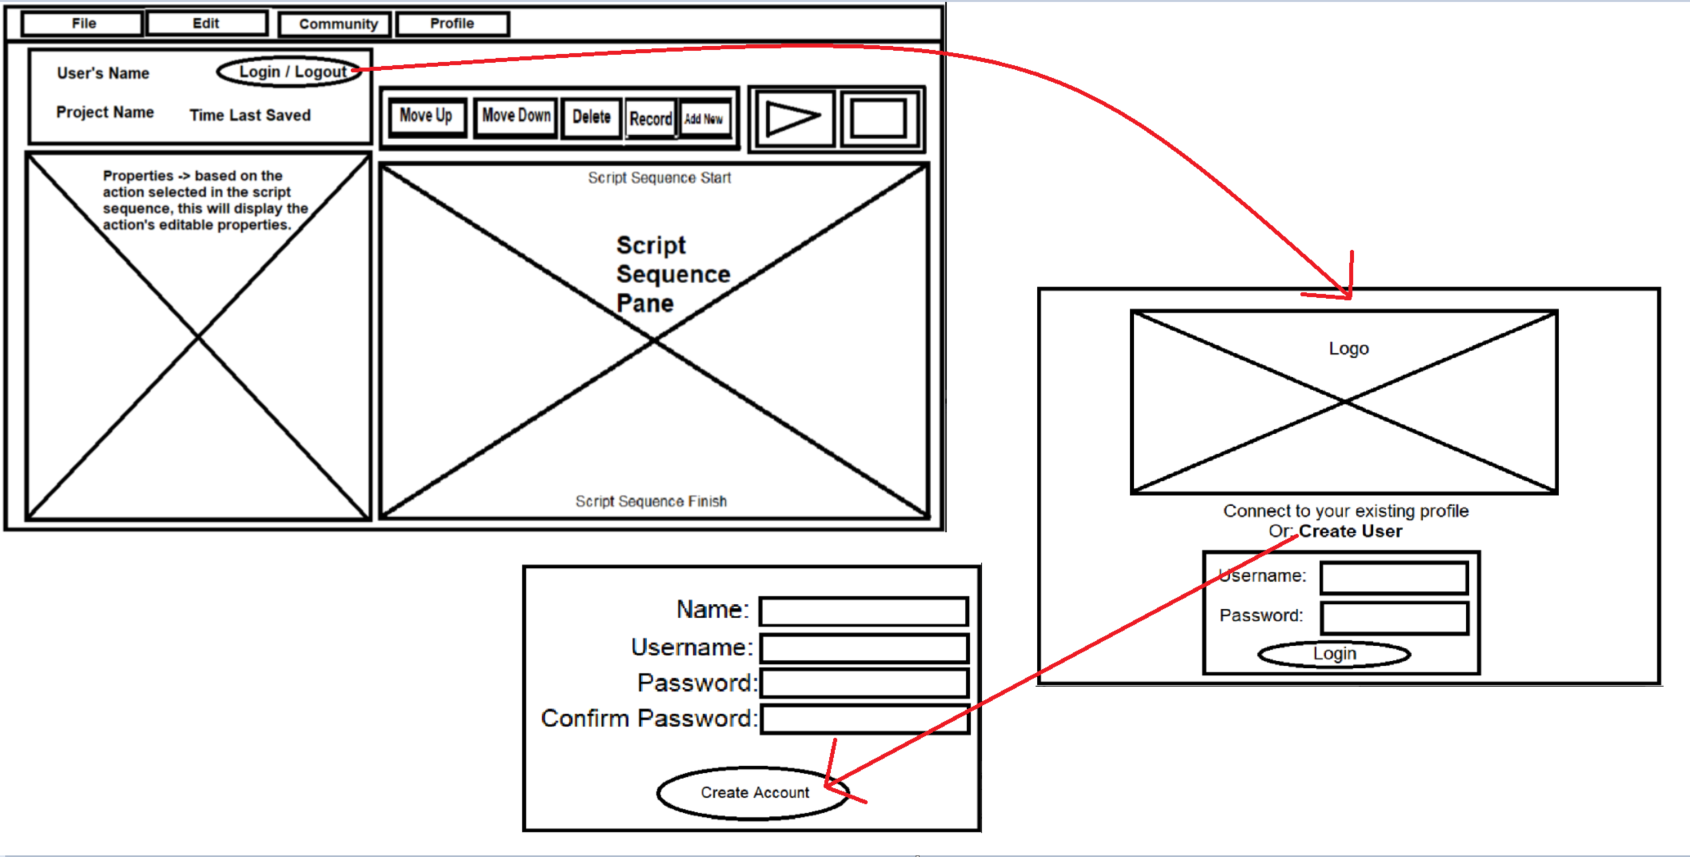 File Edit Community Profile
User's Name Login / Logout
Project Name Time Last Saved
Move Up Move Down Delete Record Add New
Properties -> based on the
action selected in the script
sequence, this will display the
action's editable properties.
Script Sequence Start
Script
Sequence
Pane
Script Sequence Finish
Logo
Connect to your existing profile
Or: Create User
Username:
Password:
Login
Name:
Username:
Password:
Confirm Password:
Create Account